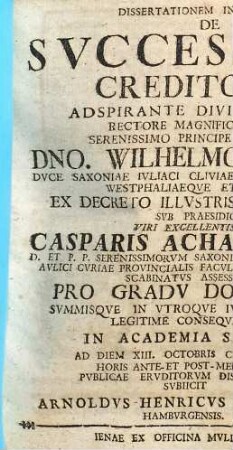 DISSERTATIONEM IN
DE
SVCCES
CREDITO
ADSPIRANTE DIVI
RECTORE MAGNIFIC
SERENISSIMO PRINCIPE
DNO. WILHELMO
DVCE SAXONIAE IVLIACI CLIVIAE
WESTPHALIAEQVE ET
EX DECRETO ILLVSTRIS
SVB PRAESIDIO
VIRI EXCELLENTIS
CASPARIS ACHA
D. ET P. P. SERENISSIMORVM SAXONI
AVLICI CVRIAE PROVINCIALIS FACVL
SCABINATVS ASSESS
PRO GRADV DO
SVMMISQVE IN VTROQVE IV
LEGITIME CONSEQV
IN ACADEMIA S
AD DIEM XIII. OCTOBRIS C
HORIS ANTE-ET POST-MER
PVBLICAE ERVDITORVM DIS
SVBIICIT
ARNOLDVS-HENRICVS
HAMBVRGENSIS.
IENAE EX OFFICINA MVLL